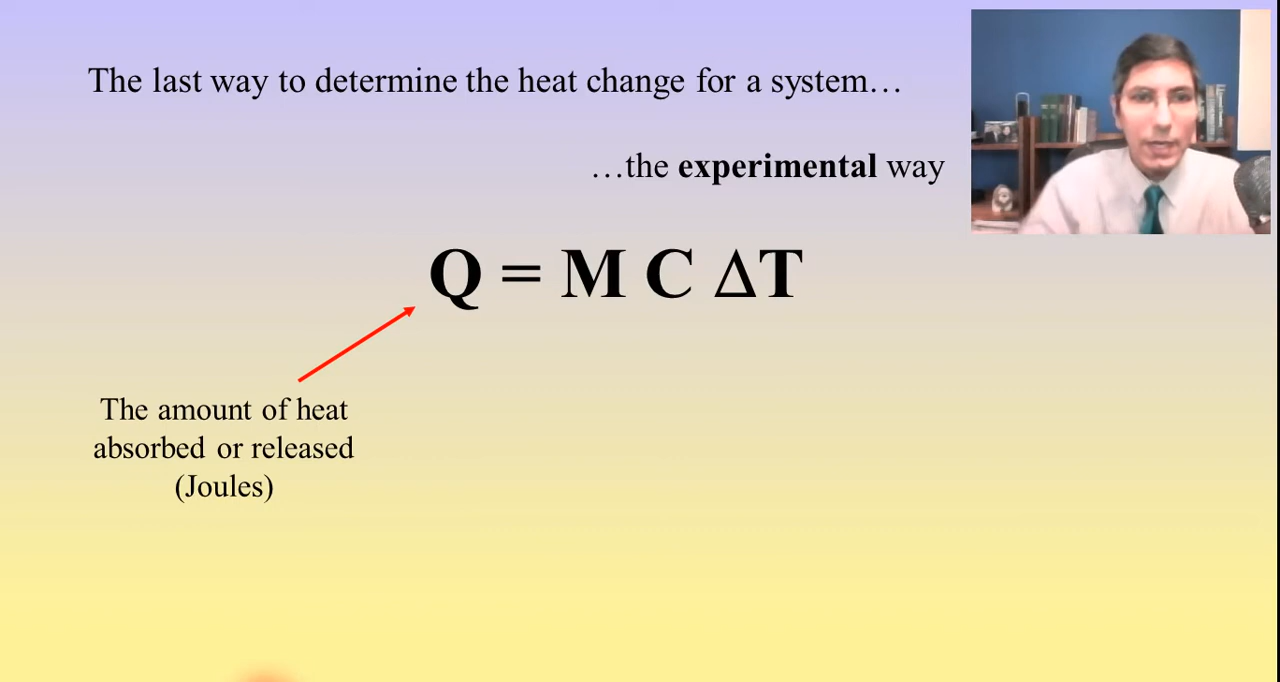 The last way to determine the heat change for a system…
…the experimental way
Q = M C ΔT
The amount of heat
absorbed or released
(Joules)